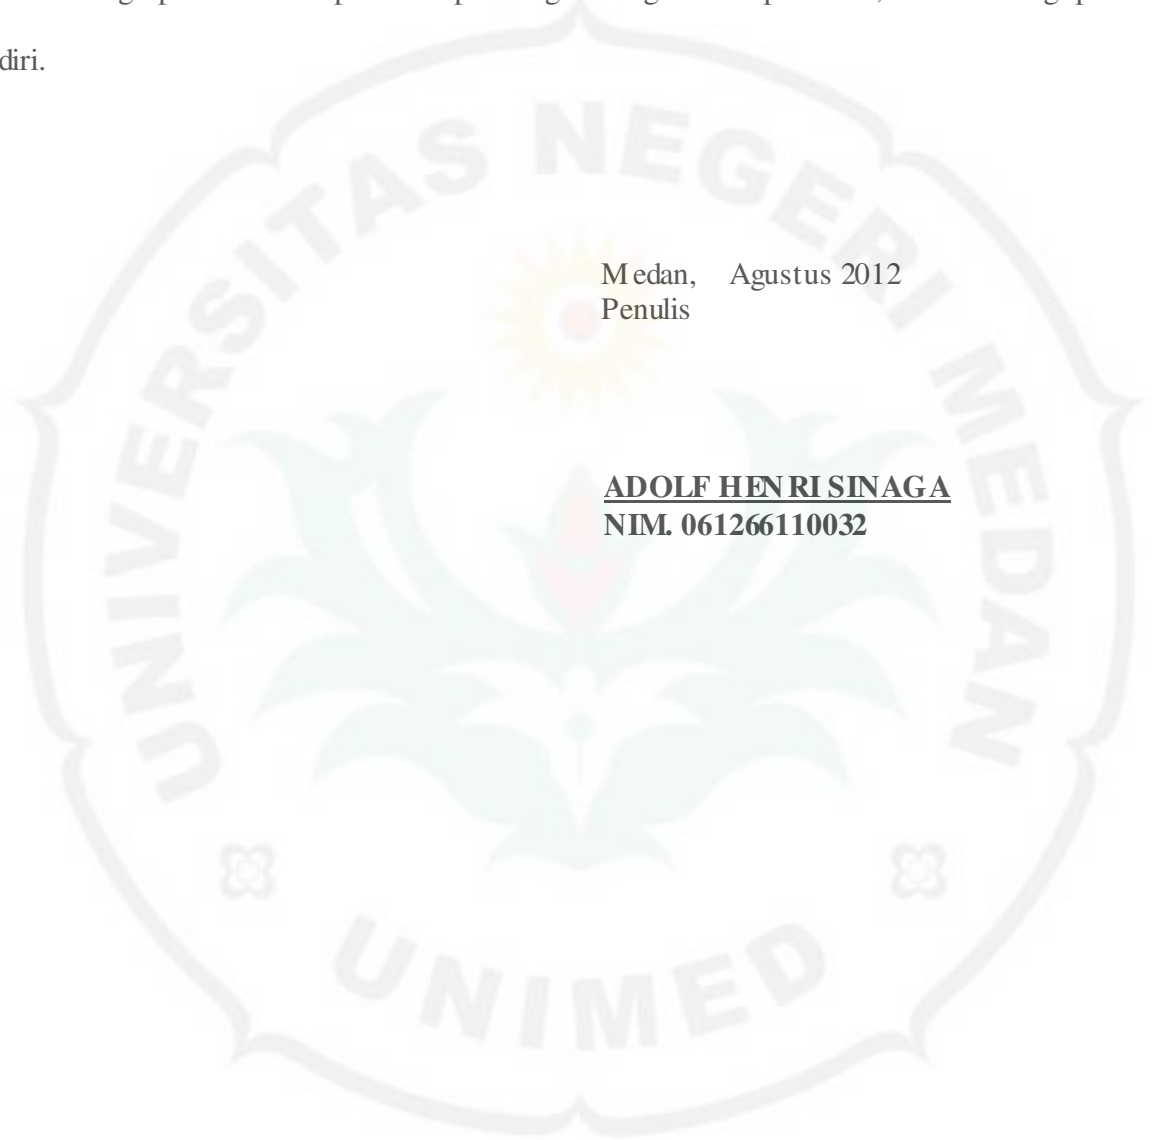 diri.
UNIVERSITAS NEGERI MEDAN
Medan, Agustus 2012
Penulis
ADOLF HENRI SINAGA
NIM. 061266110032
UNIMED